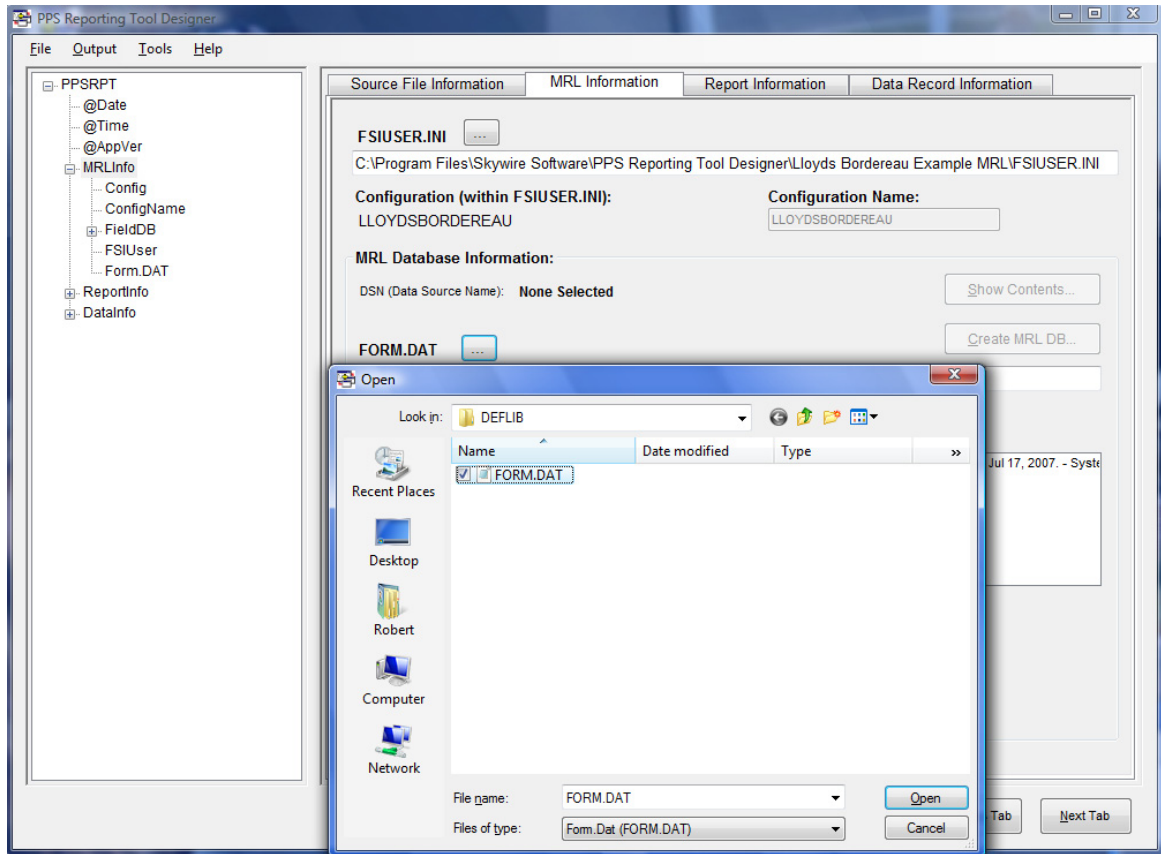 PPS Reporting Tool Designer
File Output Tools Help
PPSRPT
@Date
@Time
@AppVer
MRLInfo
Config
ConfigName
FieldDB
FSIUser
Form.DAT
ReportInfo
DataInfo
Source File Information MRL Information Report Information Data Record Information
FSIUSER.INI ...
C:\Program Files\Skywire Software\PPS Reporting Tool Designer\Lloyds Bordereau Example MRL\FSIUSER.INI
Configuration (within FSIUSER.INI): Configuration Name:
LLOYDSBORDEREAU LLOYDSBORDEREAU
MRL Database Information:
DSN (Data Source Name): None Selected Show Contents...
Create MRL DB...
FORM.DAT ...
Open
Look in: DEFLIB
Name Date modified Type »
FORM.DAT
Recent Places
Desktop
Robert
Computer
Network
File name: FORM.DAT Open
Files of type: Form.Dat (FORM.DAT) Cancel
Jul 17, 2007. - Syste
Tab Next Tab